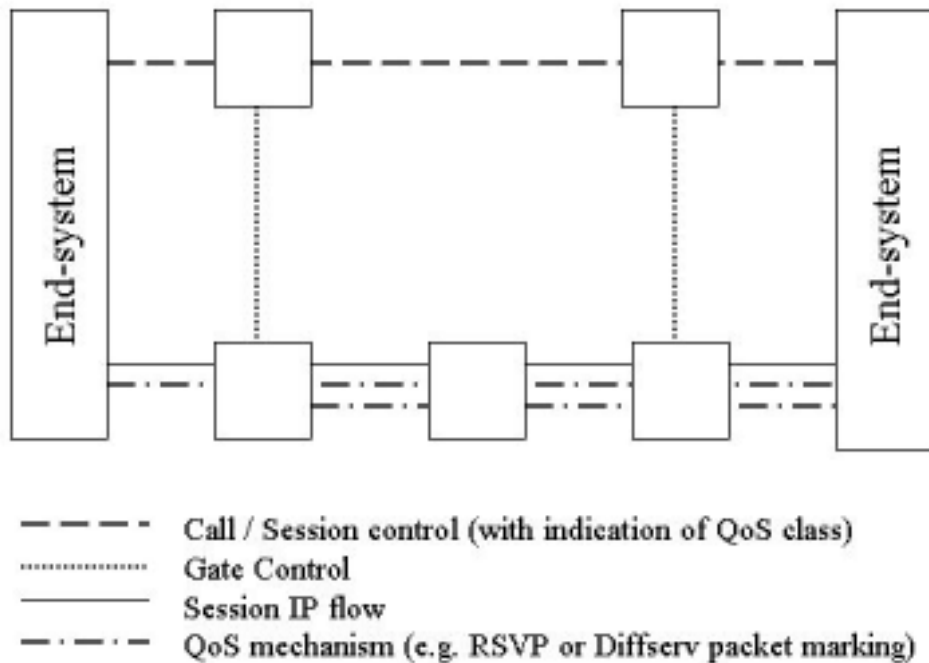 End-system
End-system
Call / Session control (with indication of QoS class)
Gate Control
Session IP flow
QoS mechanism (e.g. RSVP or Diffserv packet marking)